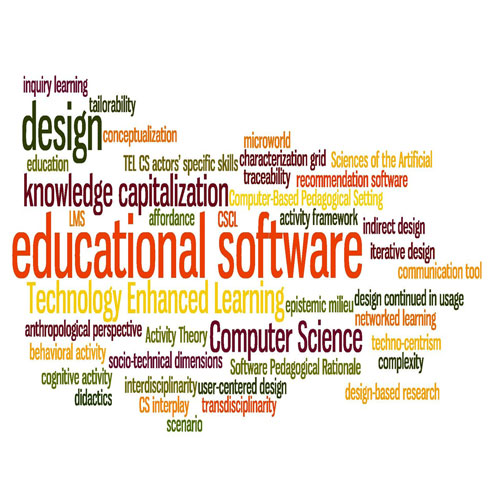 inquiry learning
tailorability
design
conceptualization
microworld
education
TEL CS actors' specific skills
characterization grid
Sciences of the Artificial
traceability
recommendation software
knowledge capitalization
Computer-Based Pedagogical Setting
LMS
affordance
CSCL
activity framework
indirect design
educational software
iterative design
communication tool
Technology Enhanced Learning
epistemic milieu
design continued in usage
networked learning
anthropological perspective
Activity Theory
Computer Science
techno-centrism
behavioral activity
socio-technical dimensions
Software Pedagogical Rationale
complexity
cognitive activity
interdisciplinarity
user-centered design
design-based research
didactics
CS interplay
transdisciplinarity
scenario